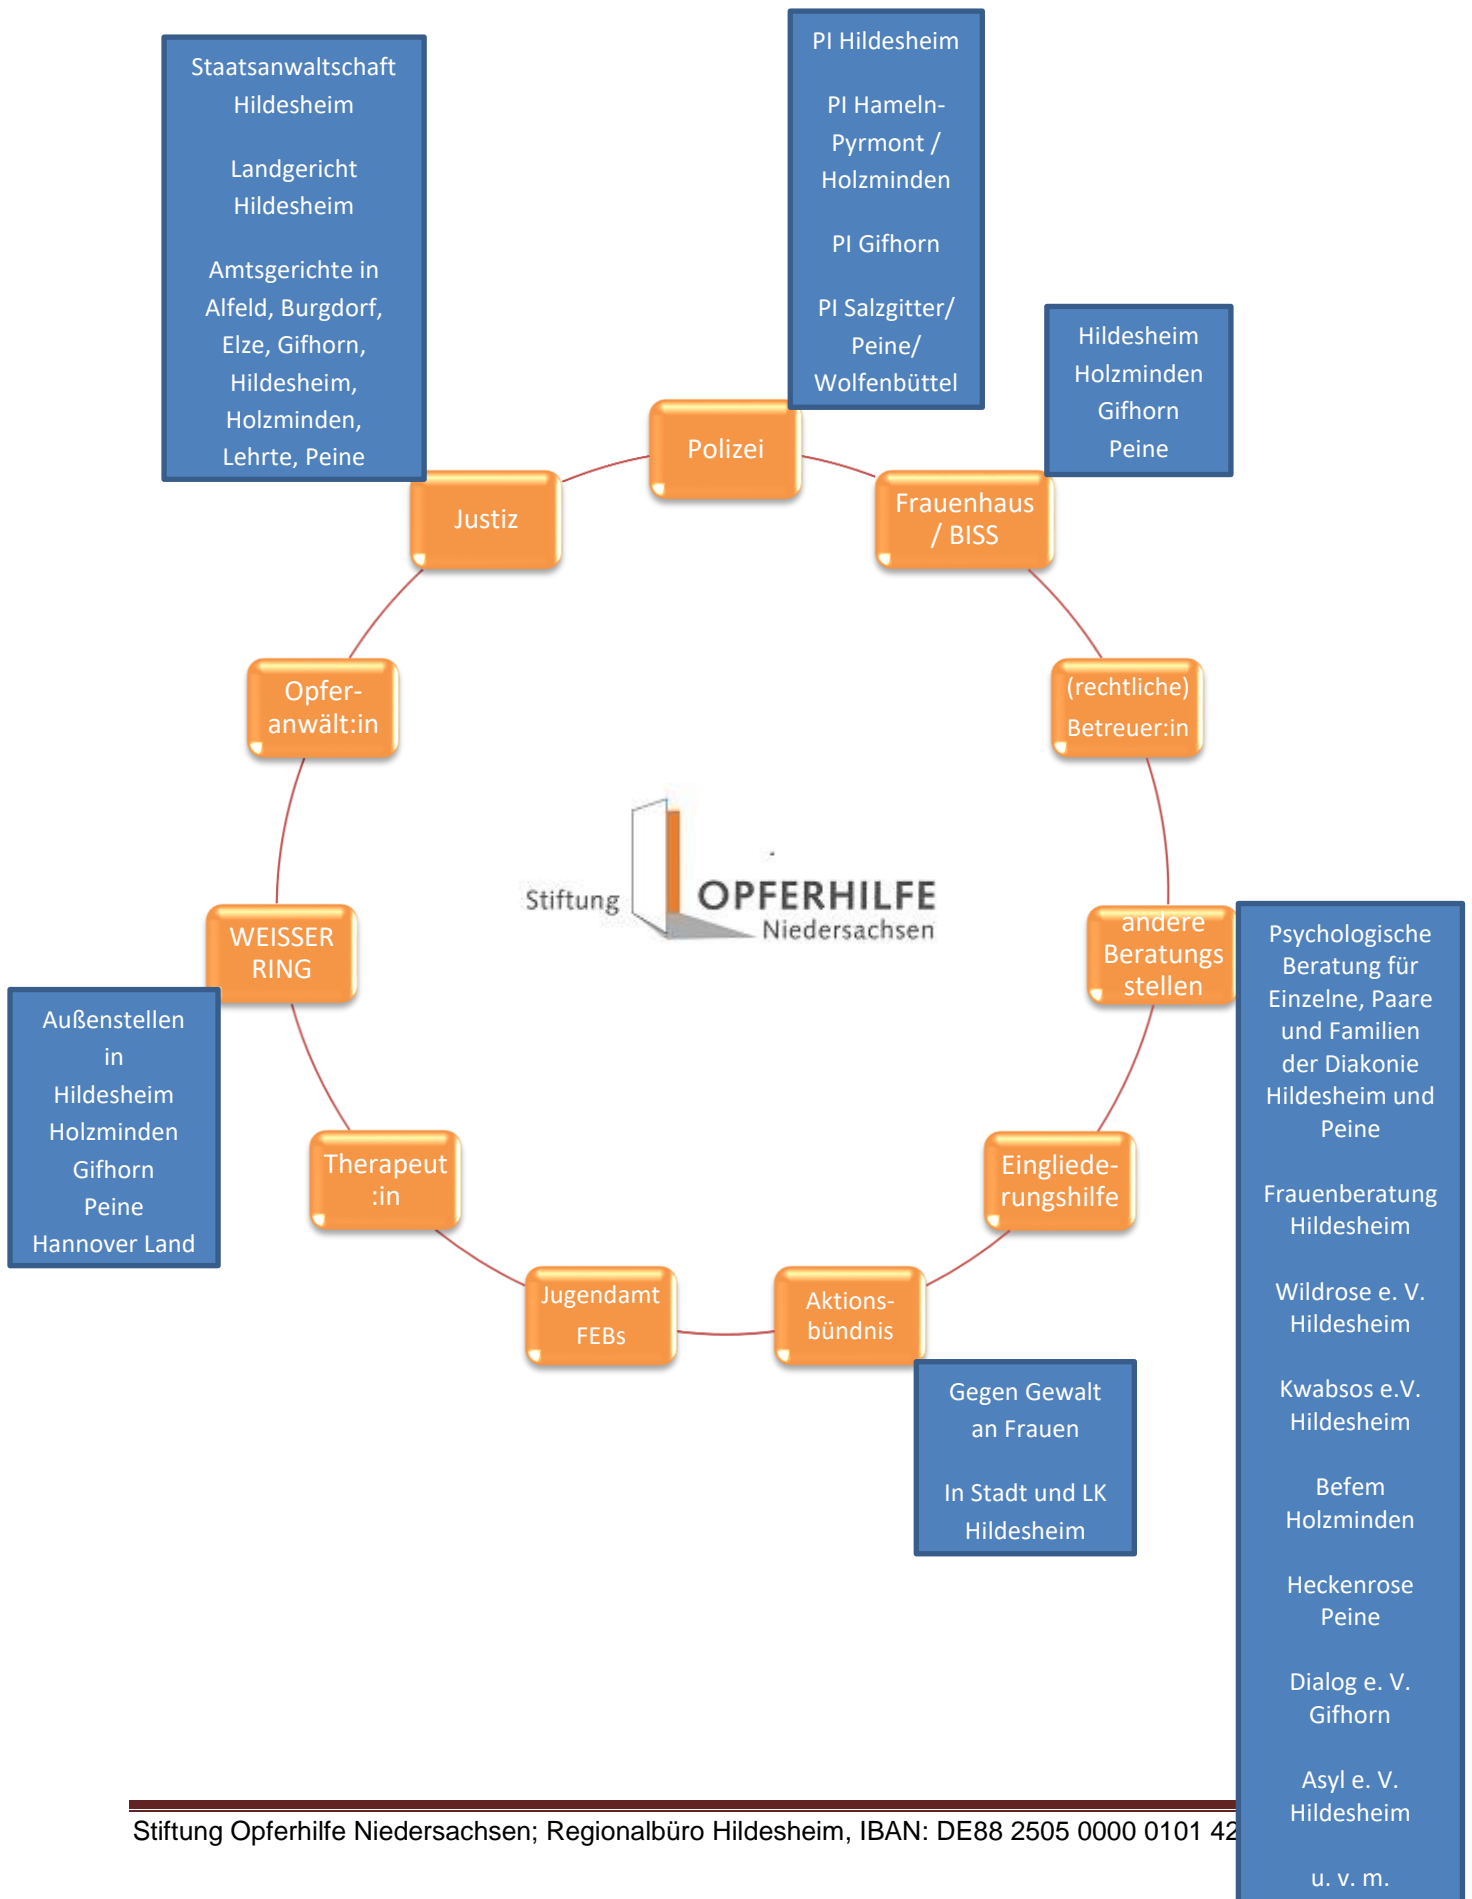 Staatsanwaltschaft
Hildesheim
Landgericht
Hildesheim
Amtsgerichte in
Alfeld, Burgdorf,
Elze, Gifhorn,
Hildesheim,
Holzminden,
Lehrte, Peine
PI Hildesheim
PI Hameln-
Pyrmont /
Holzminden
PI Gifhorn
PI Salzgitter/
Peine/
Wolfenbüttel
Hildesheim
Holzminden
Gifhorn
Peine
Polizei
Justiz
Frauenhaus
/ BISS
Opfer-
anwält:in
(rechtliche)
Betreuer:in
Stiftung
OPFERHILFE
Niedersachsen
WEISSER
RING
andere
Beratungs
stellen
Außenstellen
in
Hildesheim
Holzminden
Gifhorn
Peine
Hannover Land
Psychologische
Beratung für
Einzelne, Paare
und Familien
der Diakonie
Hildesheim und
Peine
Frauenberatung
Hildesheim
Wildrose e. V.
Hildesheim
Kwabsos e.V.
Hildesheim
Befem
Holzminden
Heckenrose
Peine
Dialog e. V.
Gifhorn
Asyl e. V.
Hildesheim
u. v. m.
Therapeut
:in
Eingliede-
rungshilfe
Jugendamt
FEBs
Aktions-
bündnis
Gegen Gewalt
an Frauen
In Stadt und LK
Hildesheim
Stiftung Opferhilfe Niedersachsen; Regionalbüro Hildesheim, IBAN: DE88 2505 0000 0101 42